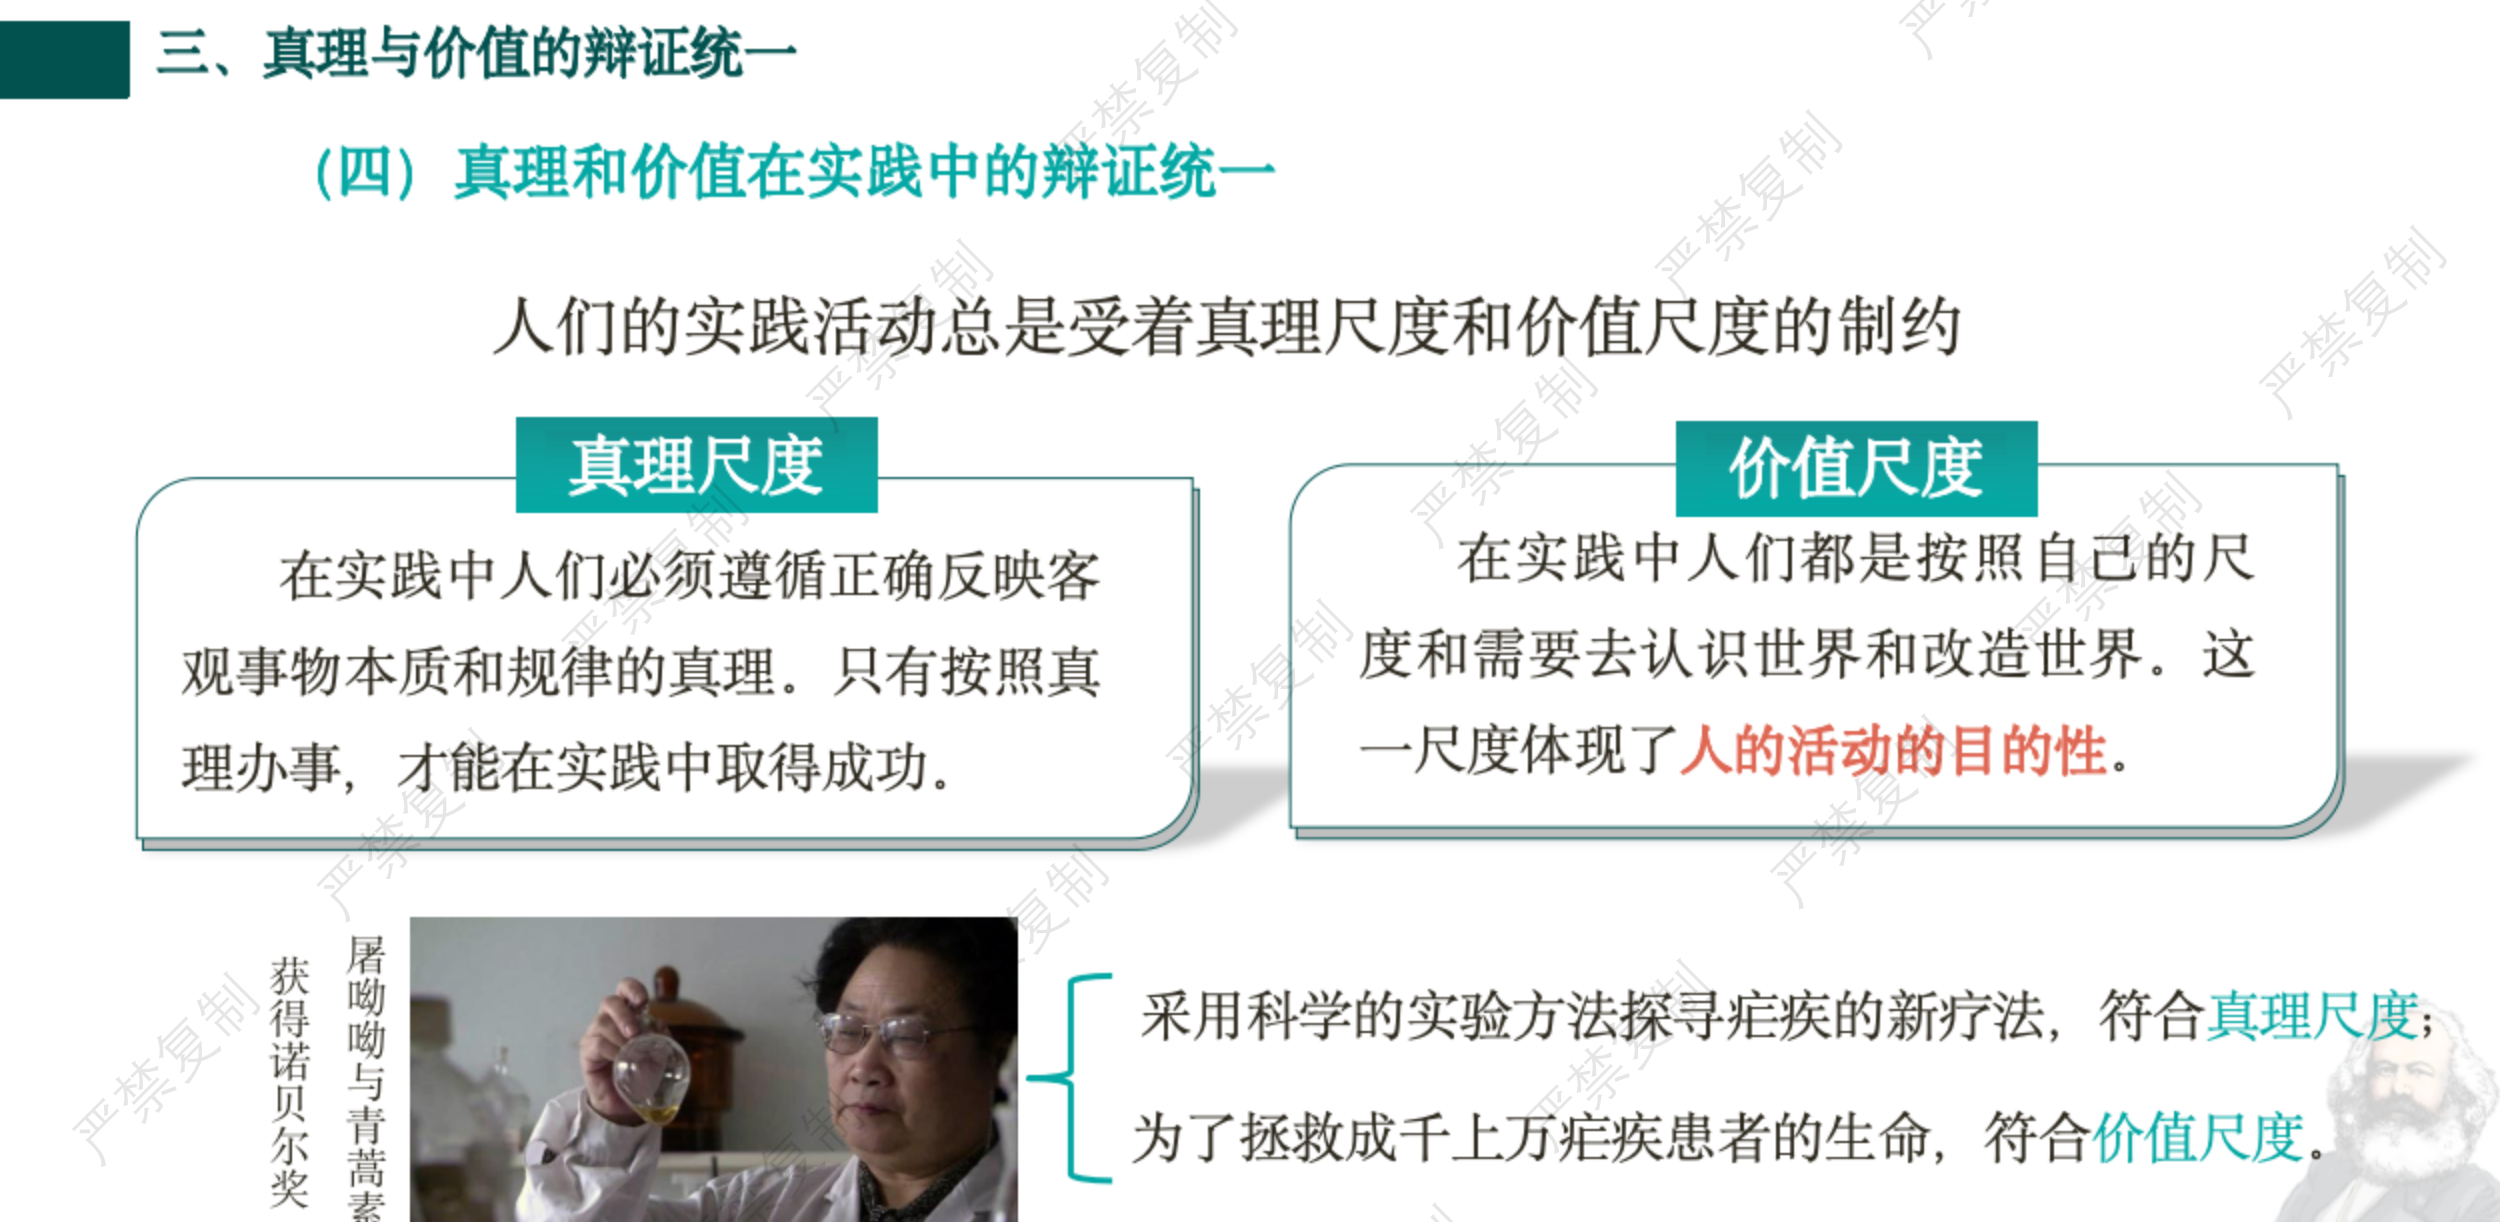 三、真理与价值的辩证统一
（四）真理和价值在实践中的辩证统一
人们的实践活动总是受着真理尺度和价值尺度的制约
真理尺度
在实践中人们必须遵循正确反映客
观事物本质和规律的真理。只有按照真
理办事，才能在实践中取得成功。
价值尺度
在实践中人们都是按照自己的尺
度和需要去认识世界和改造世界。这
一尺度体现了人的活动的目的性。
屠呦呦与青蒿素
获得诺贝尔奖
采用科学的实验方法探寻疟疾的新疗法，符合真理尺度；
为了拯救成千上万疟疾患者的生命，符合价值尺度。
严禁复制